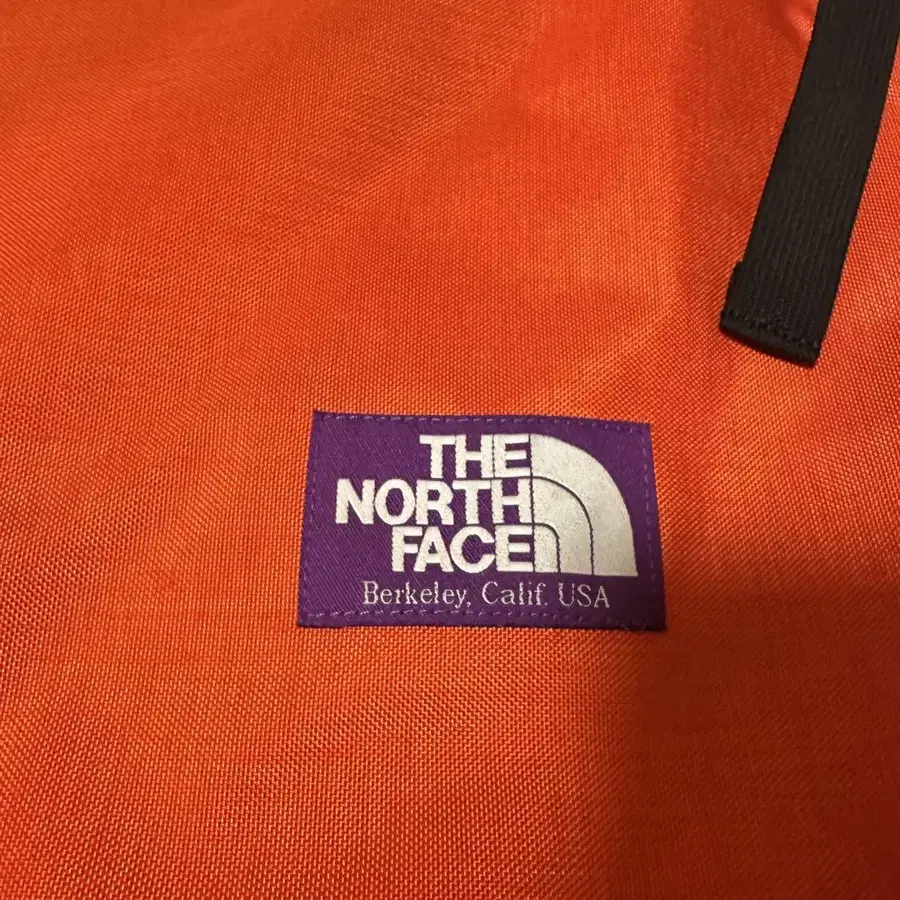 THE
NORTH
FACE
Berkeley, Calif. USA